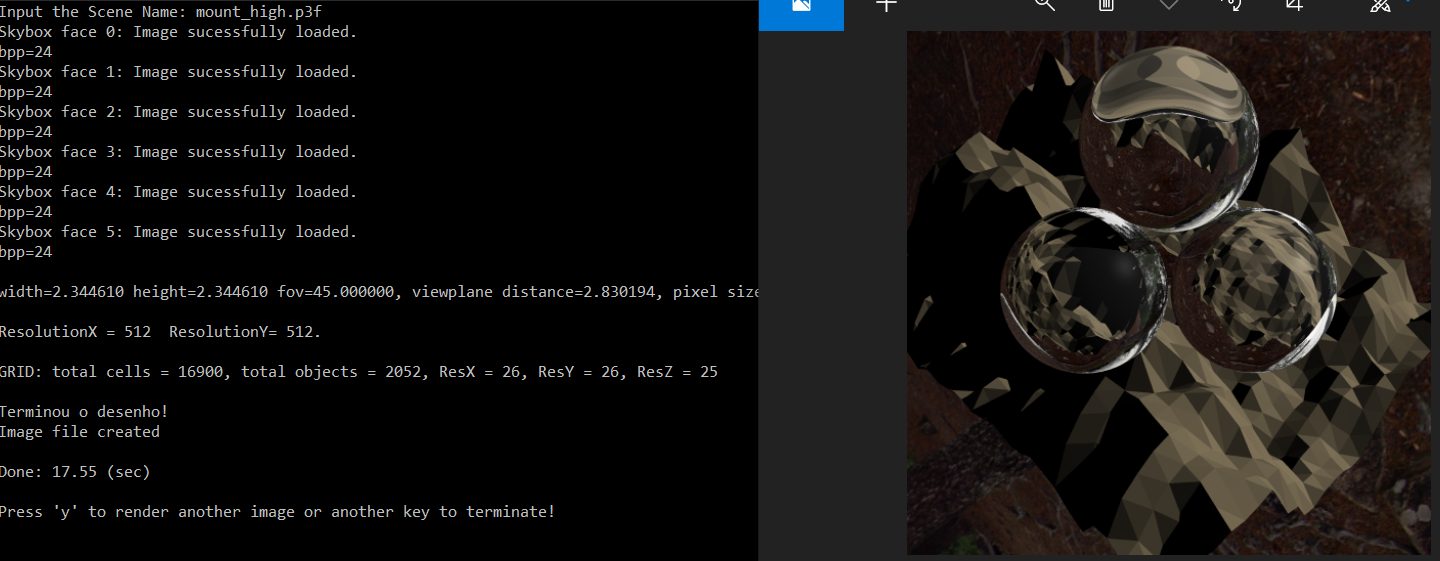 Input the Scene Name: mount_high.p3f
Skybox face 0: Image sucessfully loaded.
bpp=24
Skybox face 1: Image sucessfully loaded.
bpp=24
Skybox face 2: Image sucessfully loaded.
bpp=24
Skybox face 3: Image sucessfully loaded.
bpp=24
Skybox face 4: Image sucessfully loaded.
bpp=24
Skybox face 5: Image sucessfully loaded.
bpp=24
width=2.344610 height=2.344610 fov=45.000000, viewplane distance=2.830194, pixel size
ResolutionX = 512  ResolutionY= 512.
GRID: total cells = 16900, total objects = 2052, ResX = 26, ResY = 26, ResZ = 25
Terminou o desenho!
Image file created
Done: 17.55 (sec)
Press 'y' to render another image or another key to terminate!